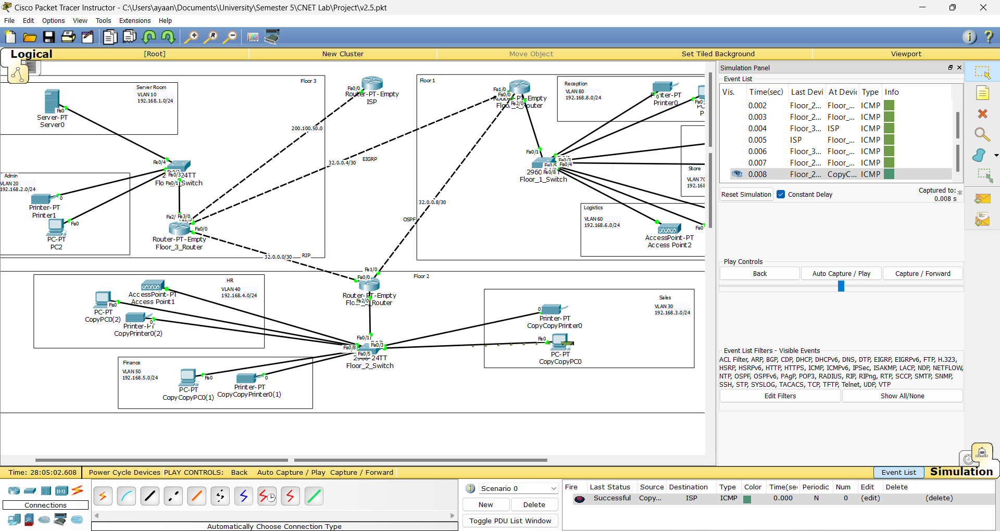 Cisco Packet Tracer Instructor - C:\Users\ayaan\Documents\University\Semester 5\CNET Lab\Project\v2.5.pkt
File Edit Options View Tools Extensions Help
Logical [Root] New Cluster Move Object Set Tiled Background Viewport
Server Room
VLAN 10
192.168.1.0/24
Fa0
Server-PT
Server0
Floor 3
Fa0/0
Router-PT-Empty
ISP
200.100.50.0
32.0.0.4/30
EIGRP
Fa0/4
Fa0/3
Fa0/1
24TT
Switch
Admin
VLAN 20
192.168.2.0/24
0
Printer-PT
Printer1
Fa0
PC-PT
PC2
Fa2/
Fa3/0
Fa0/0
Router-PT-Empty
Floor_3_Router
32.0.0.0/30
RIP
Floor 1
Fa1/0
Fa0/0
Fa2/0
32.0.0.8/30
OSPF
Fa0/1
Fa0/3
Fa0/5
Fa0/4
Fa0/8
2960
Floor_1_Switch
Reception
VLAN 80
192.168.8.0/24
0
Printer0
Fa0
Store
VLAN 70
192.168
Logistics
VLAN 60
192.168.6.0/24
AccessPoint-PT
Access Point2
Fa0
HR
VLAN 40
192.168.4.0/24
AccessPoint-PT
Access Point1
Fa0
PC-PT
CopyPC0(2)
0
Printer-PT
CopyPrinter0(2)
Floor 2
Fa1/0
Fa0/0
Router-PT-Empty
Fa2/0
Fa0/1
Fa0/3
Fa0/8
Fa0/5
24TT
Floor_2_Switch
Sales
VLAN 30
192.168.3.0/24
0
Printer-PT
CopyCopyPrinter0
Fa0
PC-PT
CopyCopyPC0
Finance
VLAN 50
192.168.5.0/24
Fa0
PC-PT
CopyCopyPC0(1)
0
Printer-PT
CopyCopyPrinter0(1)
Simulation Panel
Event List
Vis. Time(sec) Last Devi At Devic Type Info
0.002 Floor_2... Floor_... ICMP
0.003 Floor_2... Floor_... ICMP
0.004 Floor_3... ISP ICMP
0.005 ISP Floor_... ICMP
0.006 Floor_3... Floor_... ICMP
0.007 Floor_2... Floor_... ICMP
0.008 Floor_2... CopyC... ICMP
Reset Simulation Constant Delay Captured to: *
0.008 s
Play Controls
Back Auto Capture / Play Capture / Forward
Event List Filters - Visible Events
ACL Filter, ARP, BGP, CDP, DHCP, DHCPv6, DNS, DTP, EIGRP, EIGRPv6, FTP, H.323,
HSRP, HSRPv6, HTTP, HTTPS, ICMP, ICMPv6, IPSec, ISAKMP, LACP, NDP, NETFLOW,
NTP, OSPF, OSPFv6, PAgP, POP3, RADIUS, RIP, RIPng, RTP, SCCP, SMTP, SNMP,
SSH, STP, SYSLOG, TACACS, TCP, TFTP, Telnet, UDP, VTP
Edit Filters Show All/None
Time: 28:05:02.608 Power Cycle Devices PLAY CONTROLS: Back Auto Capture / Play Capture / Forward
Event List Simulation
Connections
Automatically Choose Connection Type
Scenario 0
New Delete
Toggle PDU List Window
Fire Last Status Source Destination Type Color Time(sec Periodic Num Edit Delete
Successful Copy... ISP ICMP 0.000 N 0 (edit) (delete)